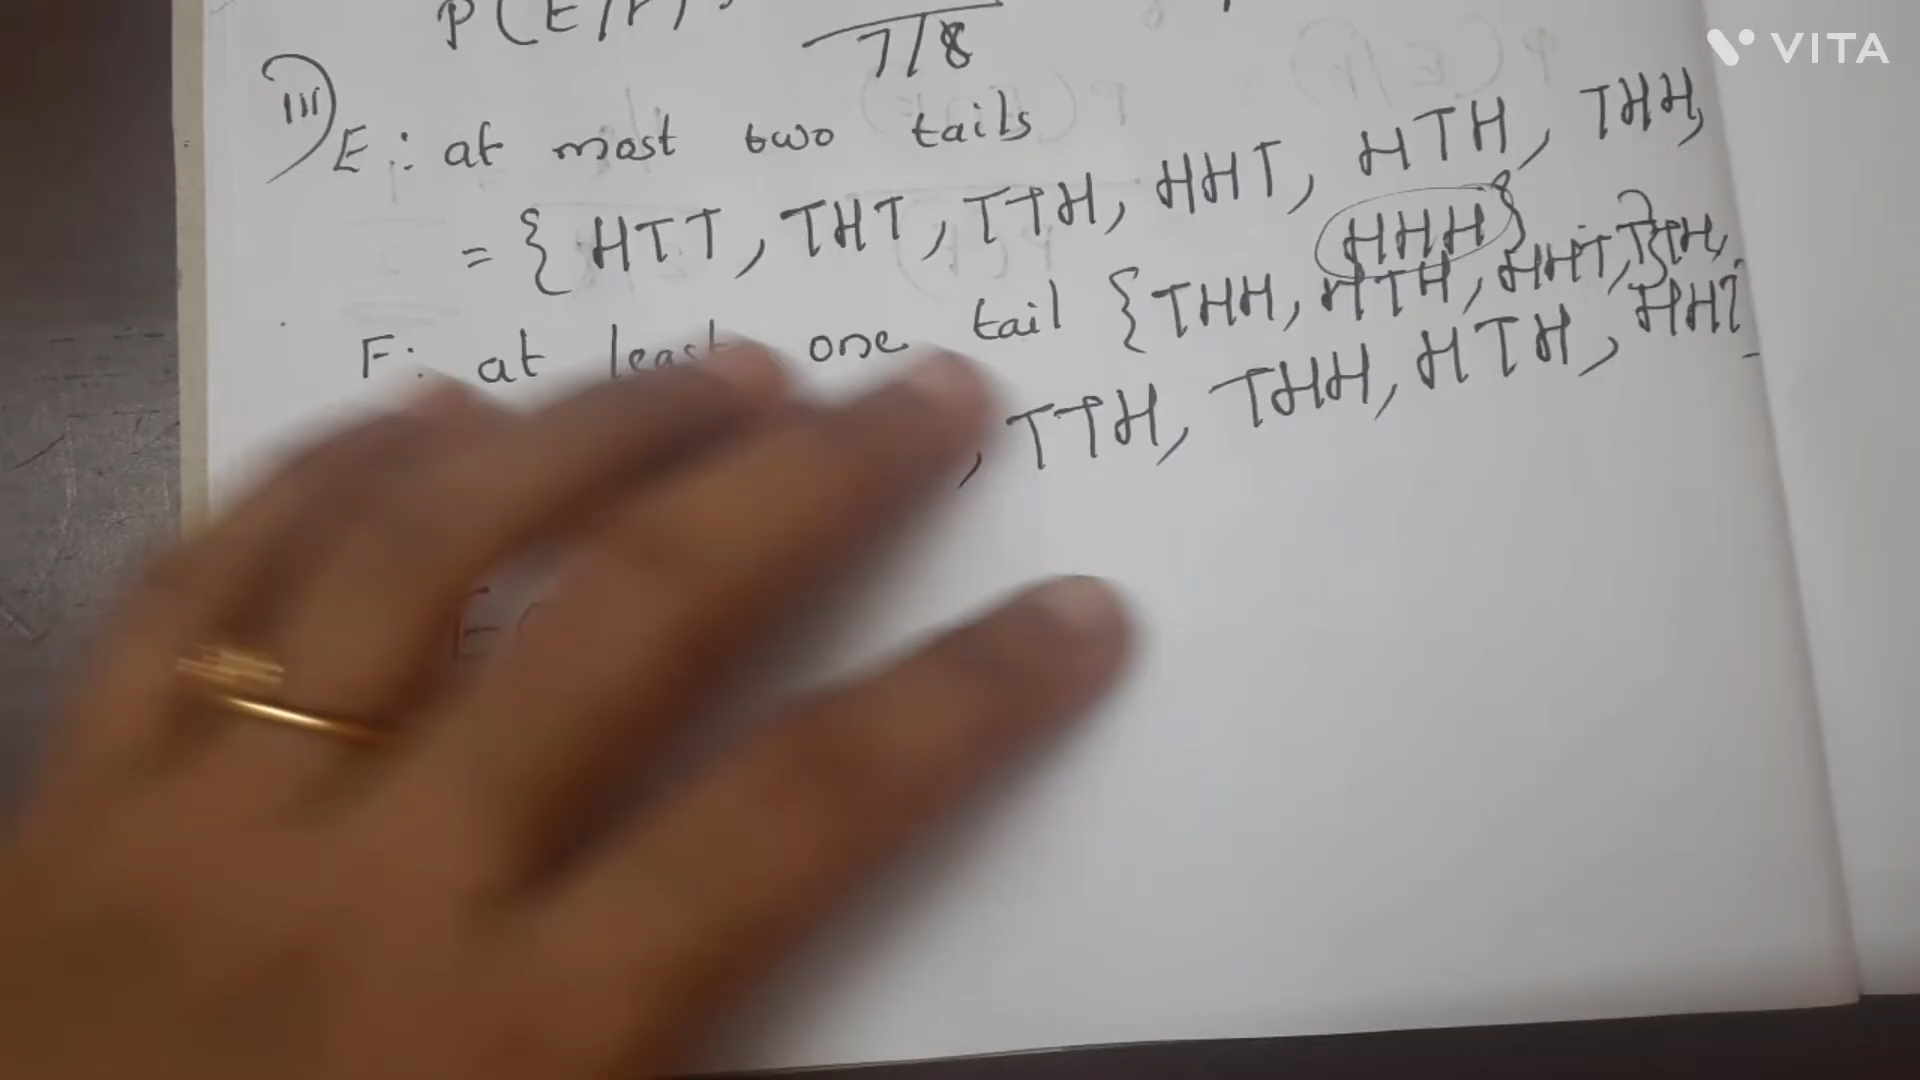 P(E/F)
7/8
VITA
III) E: at most two tails
= { HTT, THT, TTH, HHT, HTH, THH,
HHH}
F: at least one tail {THH, HTH, HHT, TTH,
, TTH, THH, HTH, HHT